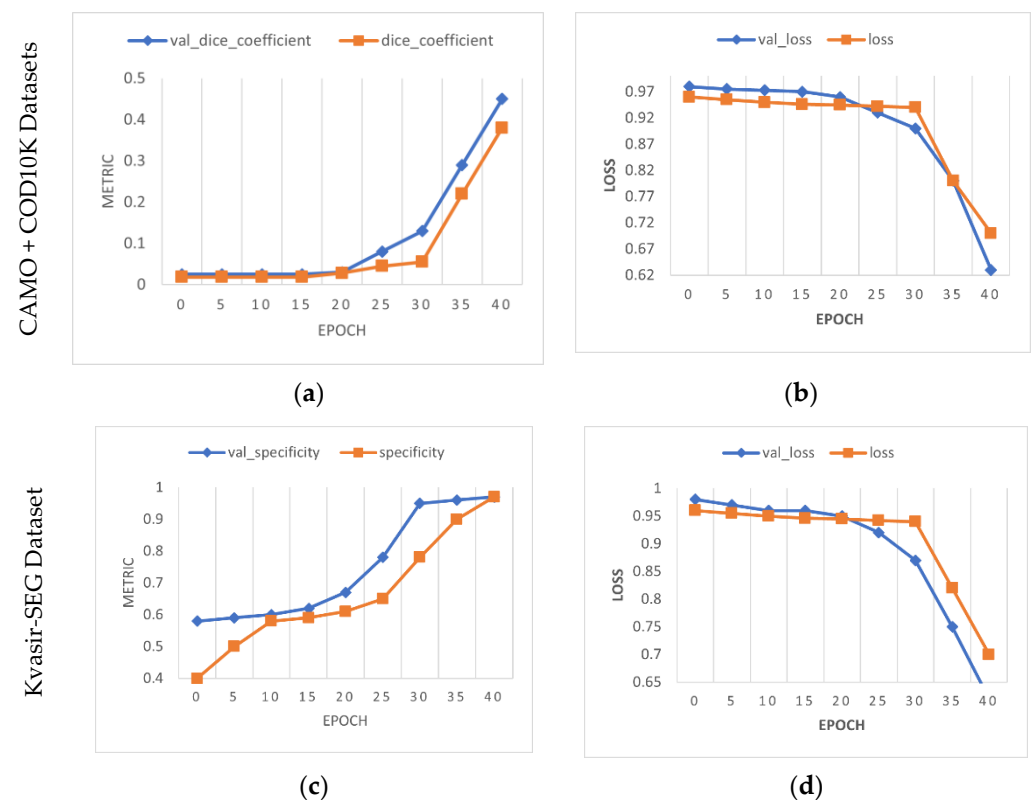 CAMO + COD10K Datasets
val_dice_coefficient dice_coefficient
METRIC
0.5
0.4
0.3
0.2
0.1
0
0 5 10 15 20 25 30 35 40
EPOCH
(a)
val_loss loss
LOSS
0.97
0.92
0.87
0.82
0.77
0.72
0.67
0.62
0 5 10 15 20 25 30 35 40
EPOCH
(b)
Kvasir-SEG Dataset
val_specificity specificity
METRIC
1
0.9
0.8
0.7
0.6
0.5
0.4
0 5 10 15 20 25 30 35 40
EPOCH
(c)
val_loss loss
LOSS
1
0.95
0.9
0.85
0.8
0.75
0.7
0.65
0 5 10 15 20 25 30 35 40
EPOCH
(d)